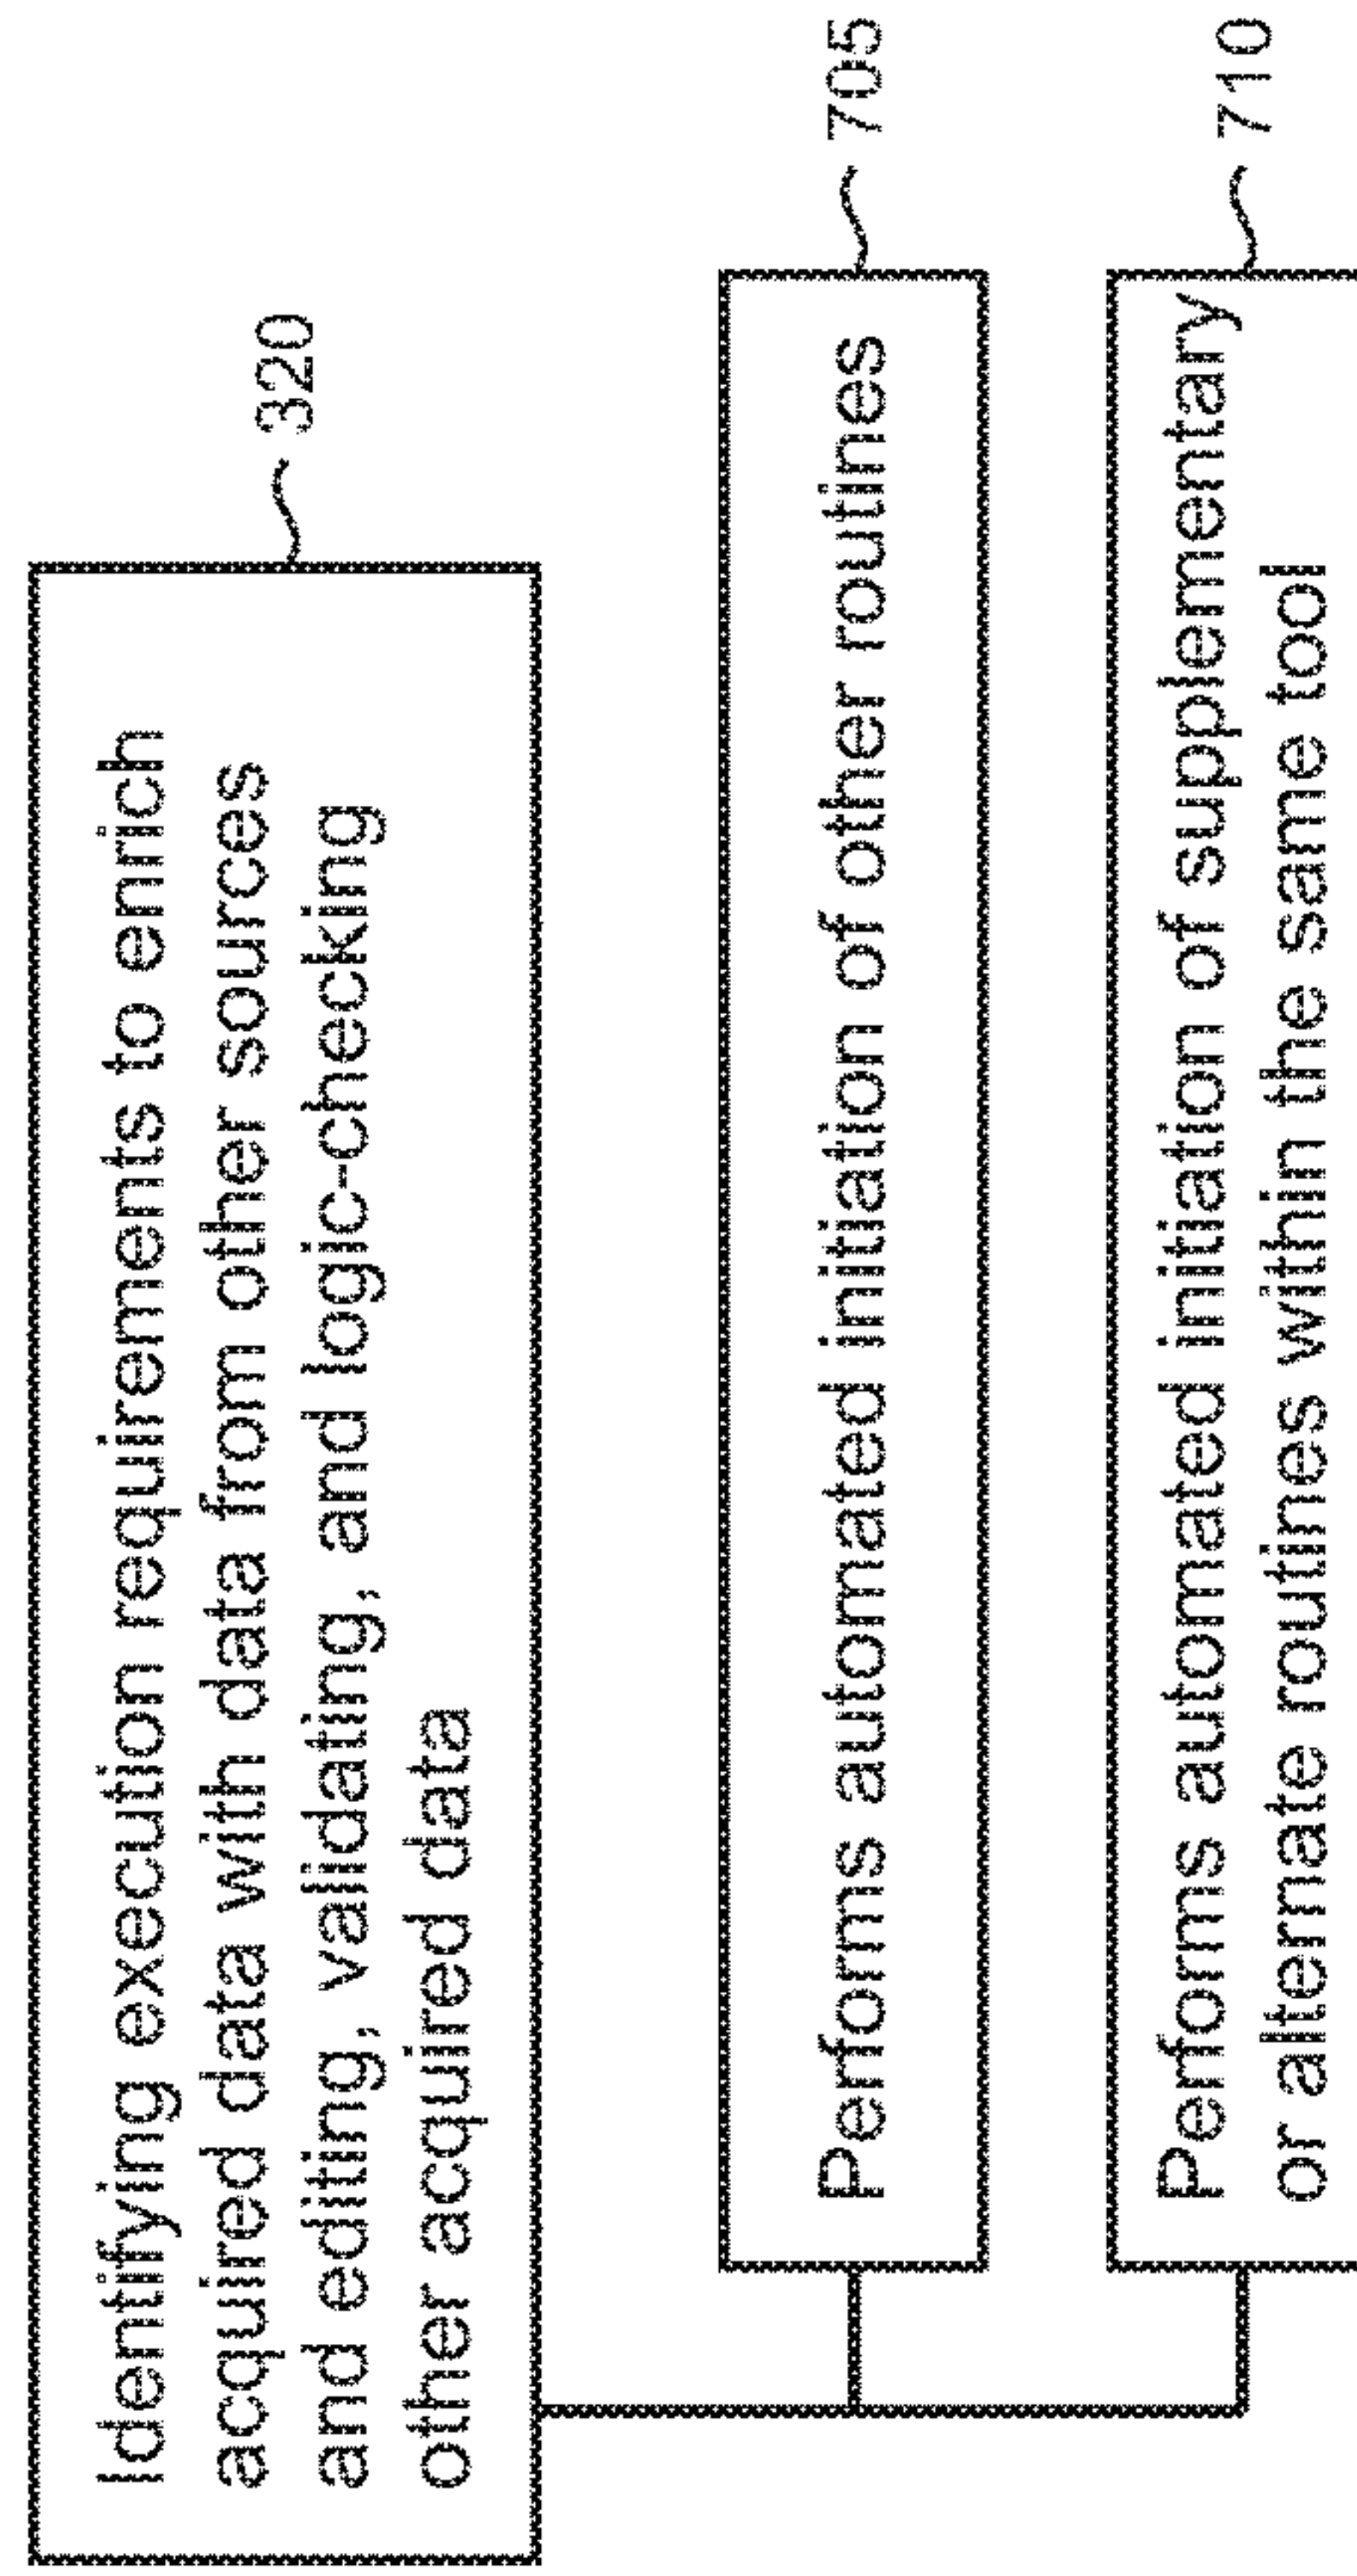 Identifying execution requirements to enrich
acquired data with data from other sources
and editing, validating, and logic-checking
other acquired data
320
Performs automated initiation of other routines
705
Performs automated initiation of supplementary
or alternate routines within the same tool
710